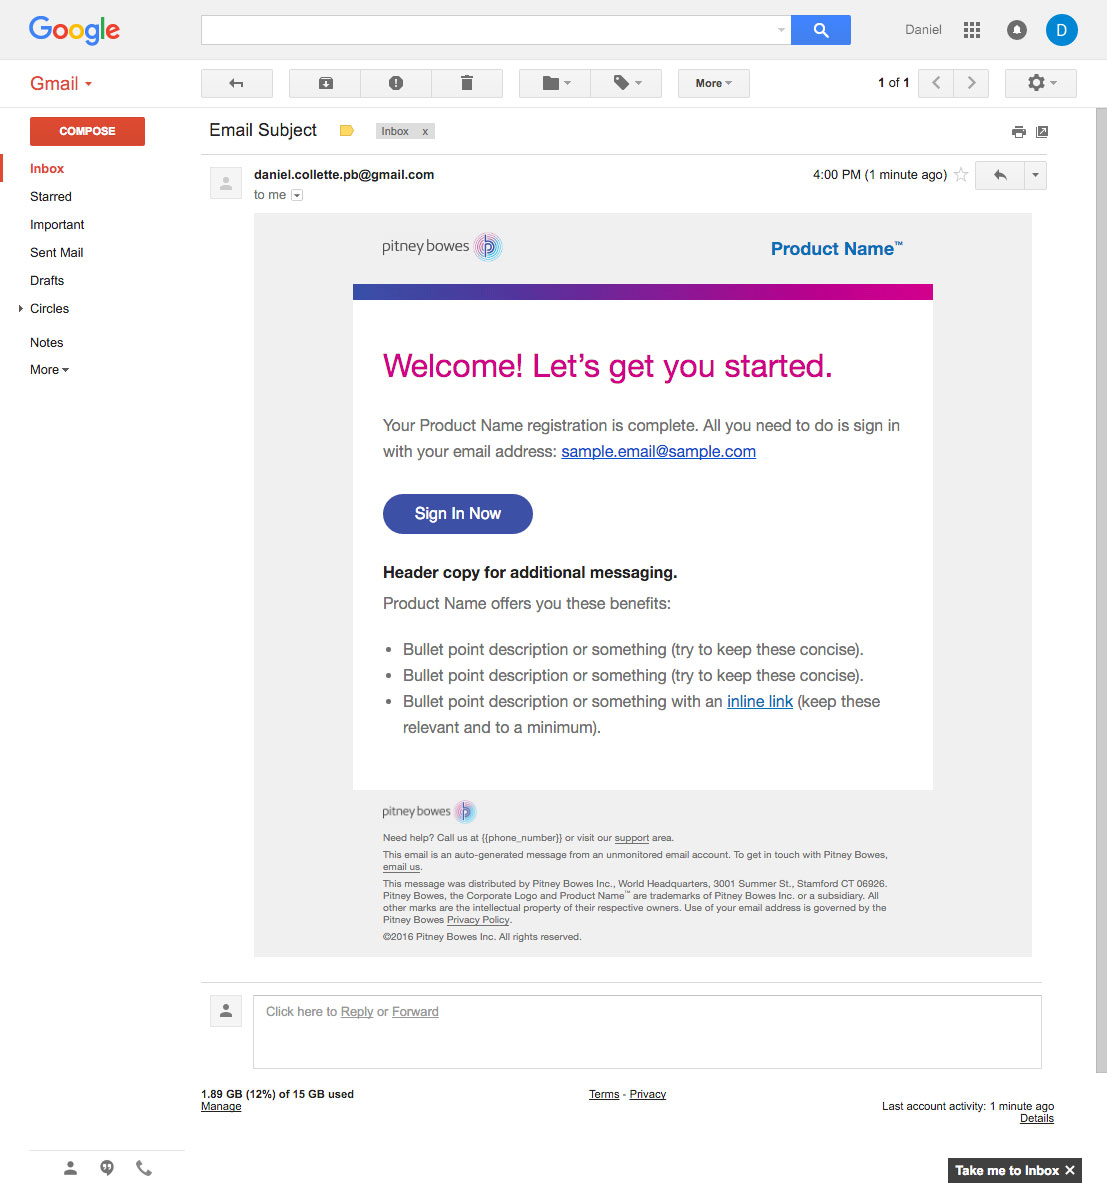 Google
Daniel
D
Gmail
More
1 of 1
COMPOSE
Email Subject
Inbox x
Inbox
Starred
Important
Sent Mail
Drafts
Circles
Notes
More
daniel.collette.pb@gmail.com
4:00 PM (1 minute ago)
to me
pitney bowes
Product Name™
Welcome! Let’s get you started.
Your Product Name registration is complete. All you need to do is sign in
with your email address: sample.email@sample.com
Sign In Now
Header copy for additional messaging.
Product Name offers you these benefits:
• Bullet point description or something (try to keep these concise).
• Bullet point description or something (try to keep these concise).
• Bullet point description or something with an inline link (keep these
relevant and to a minimum).
pitney bowes
Need help? Call us at {{phone_number}} or visit our support area.
This email is an auto-generated message from an unmonitored email account. To get in touch with Pitney Bowes,
email us.
This message was distributed by Pitney Bowes Inc., World Headquarters, 3001 Summer St., Stamford CT 06926.
Pitney Bowes, the Corporate Logo and Product Name™ are trademarks of Pitney Bowes Inc. or a subsidiary. All
other marks are the intellectual property of their respective owners. Use of your email address is governed by the
Pitney Bowes Privacy Policy.
©2016 Pitney Bowes Inc. All rights reserved.
Click here to Reply or Forward
1.89 GB (12%) of 15 GB used
Manage
Terms - Privacy
Last account activity: 1 minute ago
Details
Take me to Inbox ✕